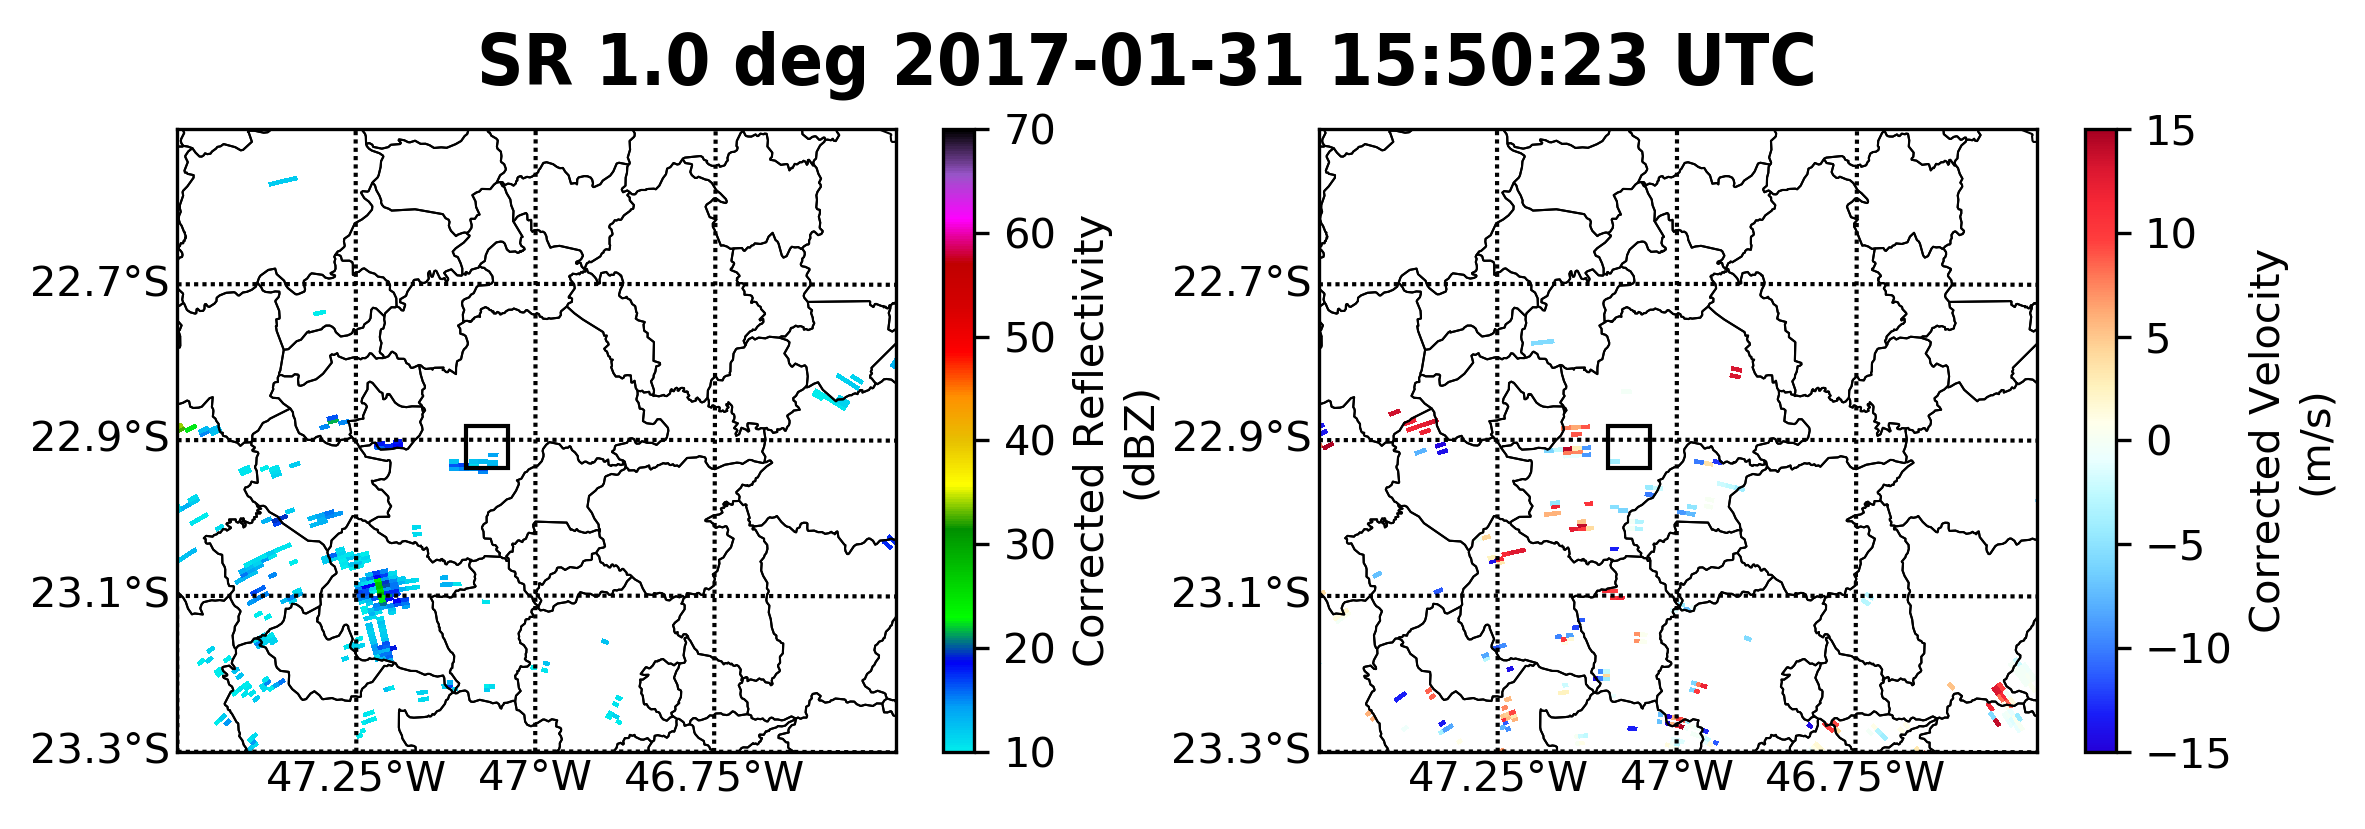 SR 1.0 deg 2017-01-31 15:50:23 UTC
22.7°S
22.9°S
23.1°S
23.3°S
47.25°W 47°W 46.75°W
70
60
50
40
30
20
10
Corrected Reflectivity
(dBZ)
22.7°S
22.9°S
23.1°S
23.3°S
47.25°W 47°W 46.75°W
15
10
5
0
−5
−10
−15
Corrected Velocity
(m/s)